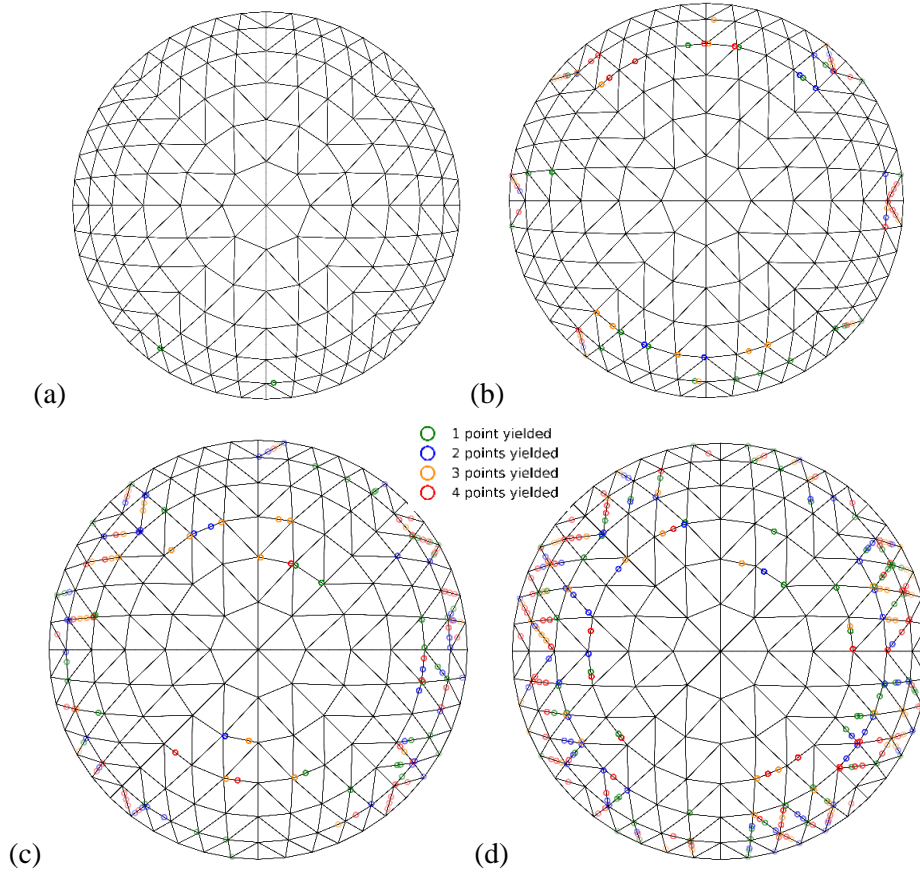 (a)
(b)
1 point yielded
2 points yielded
3 points yielded
4 points yielded
(c)
(d)